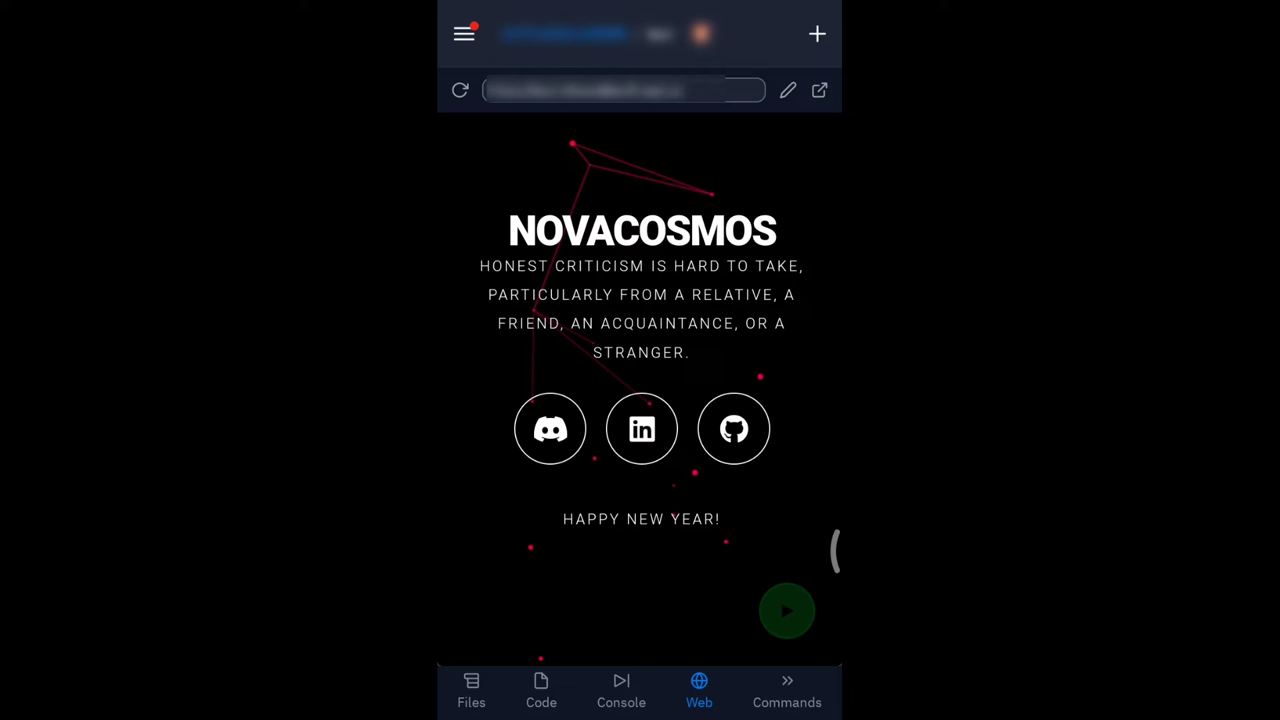 NOVACOSMOS
HONEST CRITICISM IS HARD TO TAKE,
PARTICULARLY FROM A RELATIVE, A
FRIEND, AN ACQUAINTANCE, OR A
STRANGER.
HAPPY NEW YEAR!
Files Code Console Web Commands